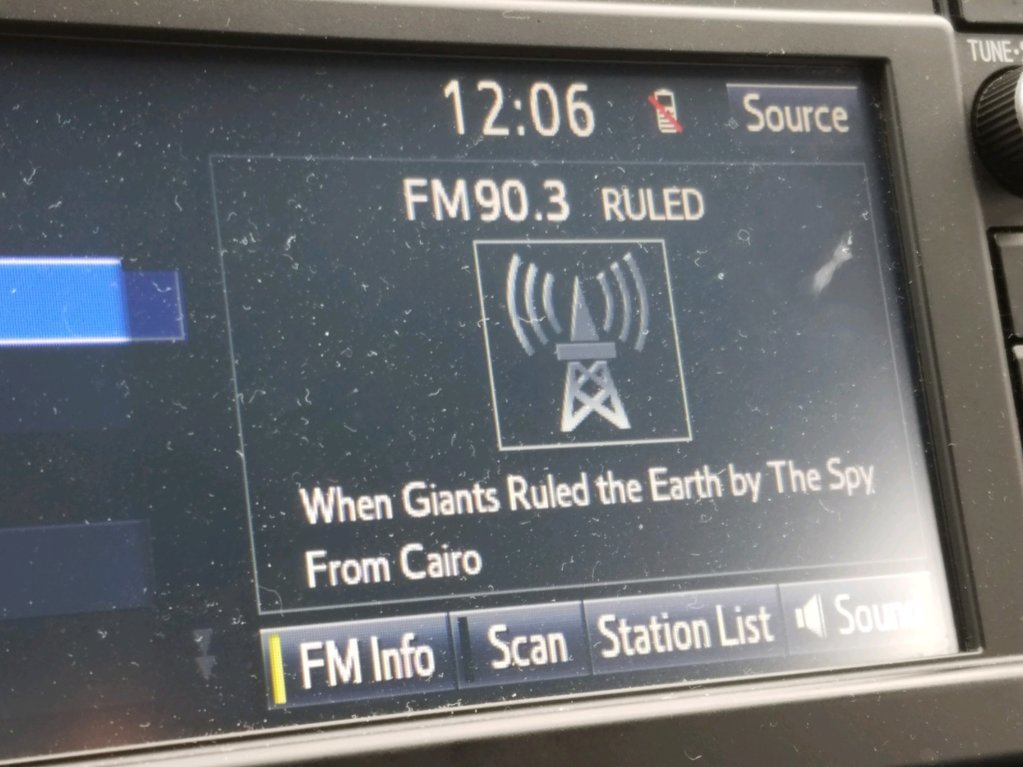 TUNE•
12:06
Source
FM90.3 RULED
When Giants Ruled the Earth by The Spy
From Cairo
FM Info
Scan
Station List
Sound